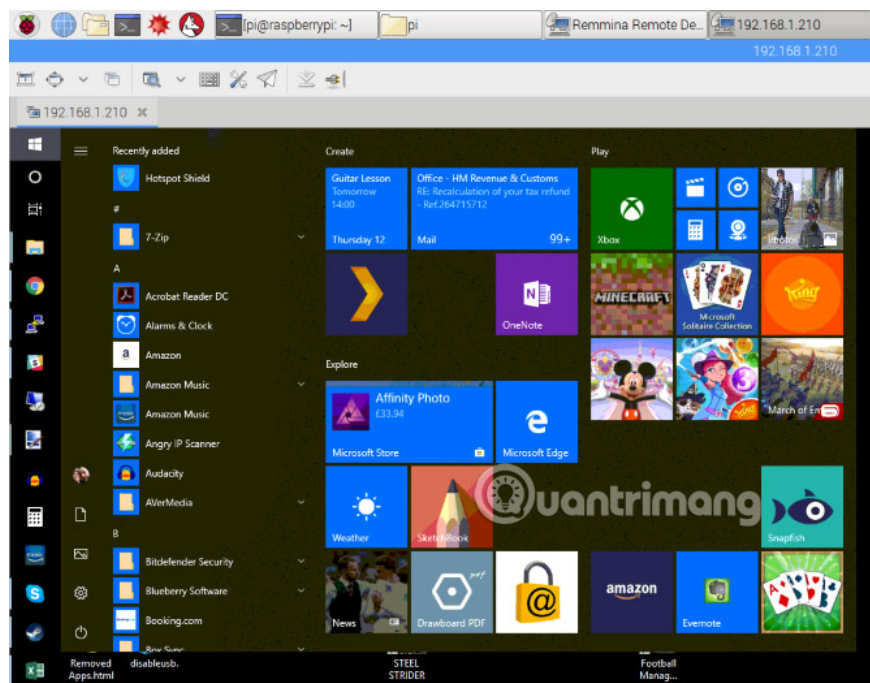 [pi@raspberrypi: ~]
pi
Remmina Remote De...
192.168.1.210
192.168.1.210
192.168.1.210
Recently added
Hotspot Shield
#
7-Zip
A
Acrobat Reader DC
Alarms & Clock
Amazon
Amazon Music
Amazon Music
Angry IP Scanner
Audacity
AVerMedia
B
Bitdefender Security
Blueberry Software
Booking.com
Box Sync
Create
Guitar Lesson
Tomorrow
14:00
Thursday 12
Office - HM Revenue & Customs
RE: Recalculation of your tax refund
- Ref.264715712
Mail
99+
OneNote
Explore
Affinity Photo
£33.94
Microsoft Store
Microsoft Edge
Weather
SketchBook
News
Drawboard PDF
Play
Xbox
Photos
MINECRAFT
Microsoft
Solitaire Collection
King
March of Em
Snapfish
amazon
Evernote
Quantrimang
Removed
Apps.html
disableusb.
STEEL
STRIDER
Football
Manag...